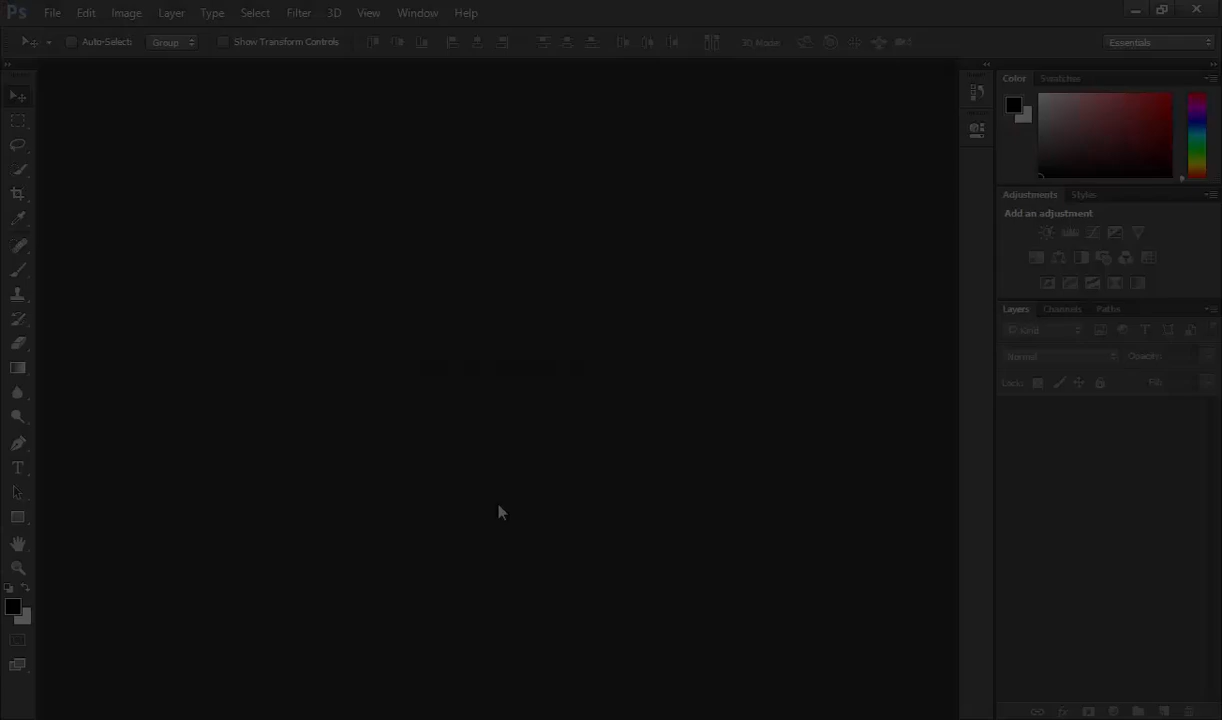 Ps File Edit Image Layer Type Select Filter 3D View Window Help
Auto-Select: Group Show Transform Controls 3D Mode: Essentials
Color Swatches
Adjustments Styles
Add an adjustment
Layers Channels Paths
Kind
Normal Opacity:
Lock: Fill: